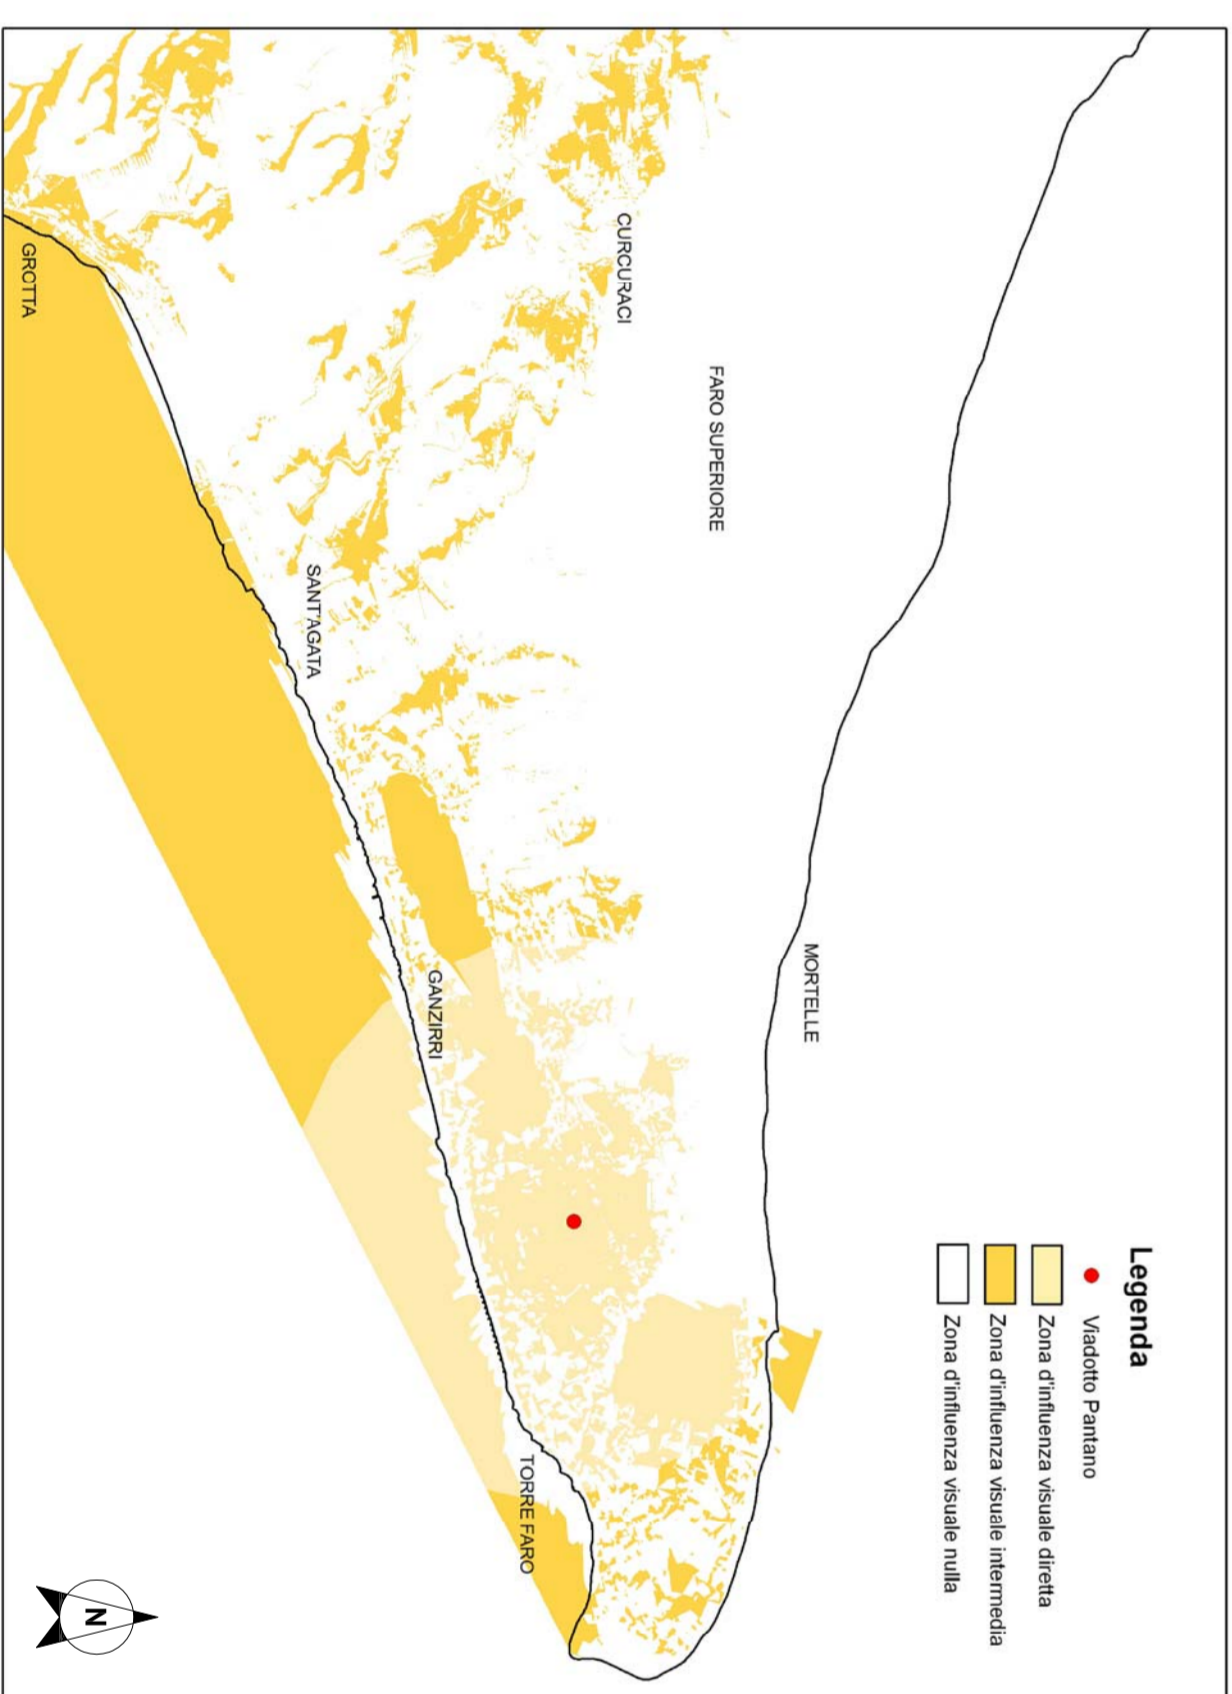 Legenda
Viadotto Pantano
Zona d'influenza visuale diretta
Zona d'influenza visuale intermedia
Zona d'influenza visuale nulla
MORTELLE
FARO SUPERIORE
CURCURACI
GANZIRRI
TORRE FARO
SANT'AGATA
GROTTA
N